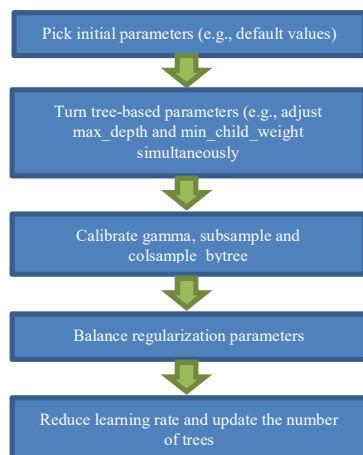 Pick initial parameters (e.g., default values)
Turn tree-based parameters (e.g., adjust
max_depth and min_child_weight
simultaneously
Calibrate gamma, subsample and
colsample_bytree
Balance regularization parameters
Reduce learning rate and update the number
of trees